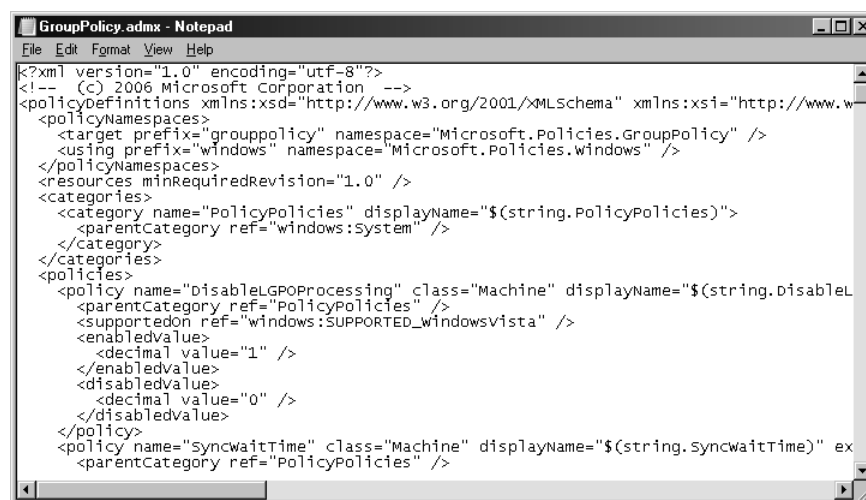 GroupPolicy.admx - Notepad
File Edit Format View Help
<?xml version="1.0" encoding="utf-8"?>
<!--  (c) 2006 Microsoft Corporation  -->
<policyDefinitions xmlns:xsd="http://www.w3.org/2001/XMLSchema" xmlns:xsi="http://www.w
  <policyNamespaces>
    <target prefix="grouppolicy" namespace="Microsoft.Policies.GroupPolicy" />
    <using prefix="windows" namespace="Microsoft.Policies.Windows" />
  </policyNamespaces>
  <resources minRequiredRevision="1.0" />
  <categories>
    <category name="PolicyPolicies" displayName="$(string.PolicyPolicies)">
      <parentCategory ref="windows:System" />
    </category>
  </categories>
  <policies>
    <policy name="DisableLGPOProcessing" class="Machine" displayName="$(string.DisableL
      <parentCategory ref="PolicyPolicies" />
      <supportedOn ref="windows:SUPPORTED_WindowsVista" />
      <enabledValue>
        <decimal value="1" />
      </enabledValue>
      <disabledValue>
        <decimal value="0" />
      </disabledValue>
    </policy>
    <policy name="SyncWaitTime" class="Machine" displayName="$(string.SyncWaitTime)" ex
      <parentCategory ref="PolicyPolicies" />